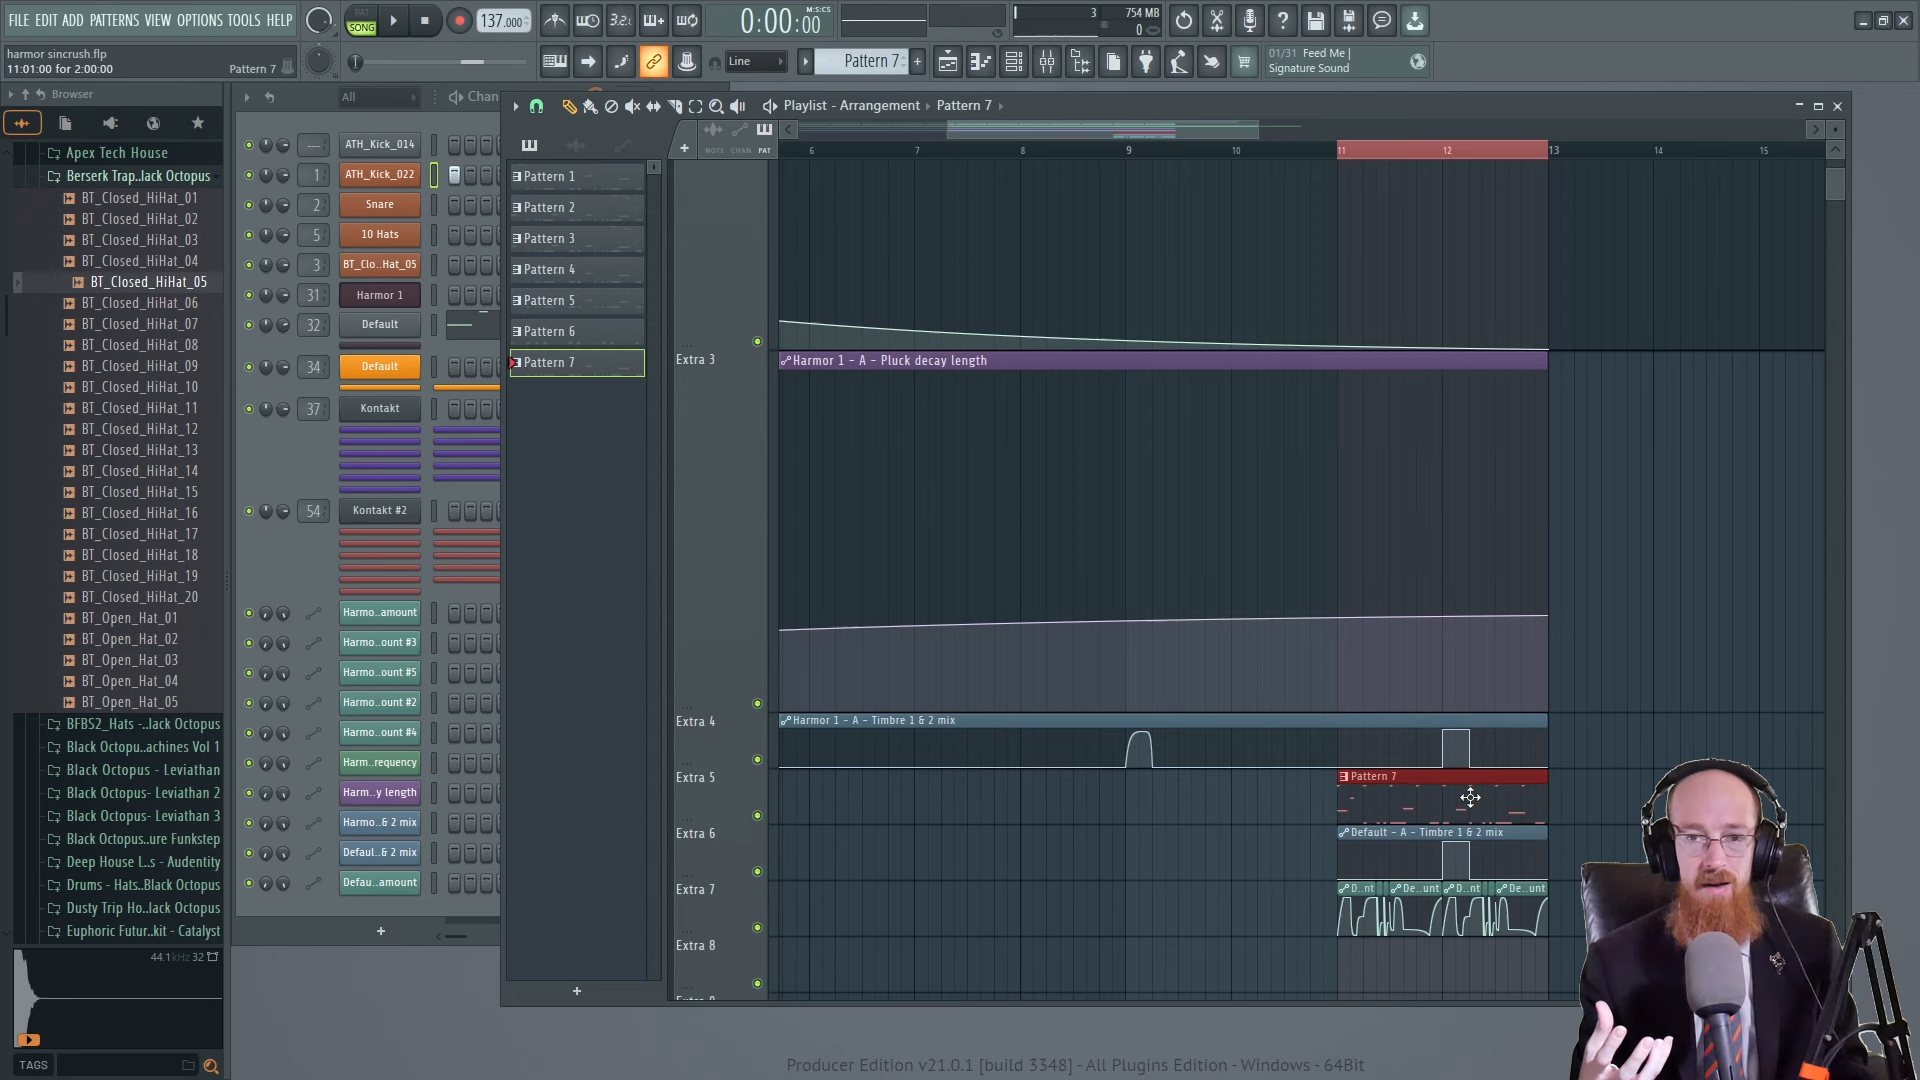 FILE EDIT ADD PATTERNS VIEW OPTIONS TOOLS HELP
PAT
SONG
137.000
3.2.
0:00:00
M:S:CS
3
754 MB
0
harmor sincrush.flp
11:01:00 for 2:00:00
Pattern 7
Line
Pattern 7
+
01/31 Feed Me |
Signature Sound
Browser
All
Chan
Playlist - Arrangement › Pattern 7 ›
NOTE CHAN PAT
6 7 8 9 10 11 12 13 14 15
Apex Tech House
Berserk Trap..lack Octopus
BT_Closed_HiHat_01
BT_Closed_HiHat_02
BT_Closed_HiHat_03
BT_Closed_HiHat_04
BT_Closed_HiHat_05
BT_Closed_HiHat_06
BT_Closed_HiHat_07
BT_Closed_HiHat_08
BT_Closed_HiHat_09
BT_Closed_HiHat_10
BT_Closed_HiHat_11
BT_Closed_HiHat_12
BT_Closed_HiHat_13
BT_Closed_HiHat_14
BT_Closed_HiHat_15
BT_Closed_HiHat_16
BT_Closed_HiHat_17
BT_Closed_HiHat_18
BT_Closed_HiHat_19
BT_Closed_HiHat_20
BT_Open_Hat_01
BT_Open_Hat_02
BT_Open_Hat_03
BT_Open_Hat_04
BT_Open_Hat_05
BFBS2_Hats -..lack Octopus
Black Octopu..achines Vol 1
Black Octopus - Leviathan
Black Octopus- Leviathan 2
Black Octopus- Leviathan 3
Black Octopus..ure Funkstep
Deep House L..s - Audentity
Drums - Hats..Black Octopus
Dusty Trip Ho..lack Octopus
Euphoric Futur..kit - Catalyst
44.1kHz 32
TAGS
--- ATH_Kick_014
1 ATH_Kick_022
2 Snare
5 10 Hats
3 BT_Clo..Hat_05
31 Harmor 1
32 Default
34 Default
37 Kontakt
54 Kontakt #2
Harmo..amount
Harmo..ount #3
Harmo..ount #5
Harmo..ount #2
Harmo..ount #4
Harm..requency
Harm..y length
Harmo..& 2 mix
Defaul..& 2 mix
Defau..amount
+
Pattern 1
Pattern 2
Pattern 3
Pattern 4
Pattern 5
Pattern 6
Pattern 7
+
Extra 3
Harmor 1 - A - Pluck decay length
Extra 4
Harmor 1 - A - Timbre 1 & 2 mix
Extra 5
Pattern 7
Extra 6
Default - A - Timbre 1 & 2 mix
Extra 7
D..nt De..unt D..nt De..unt
Extra 8
Producer Edition v21.0.1 [build 3348] - All Plugins Edition - Windows - 64Bit